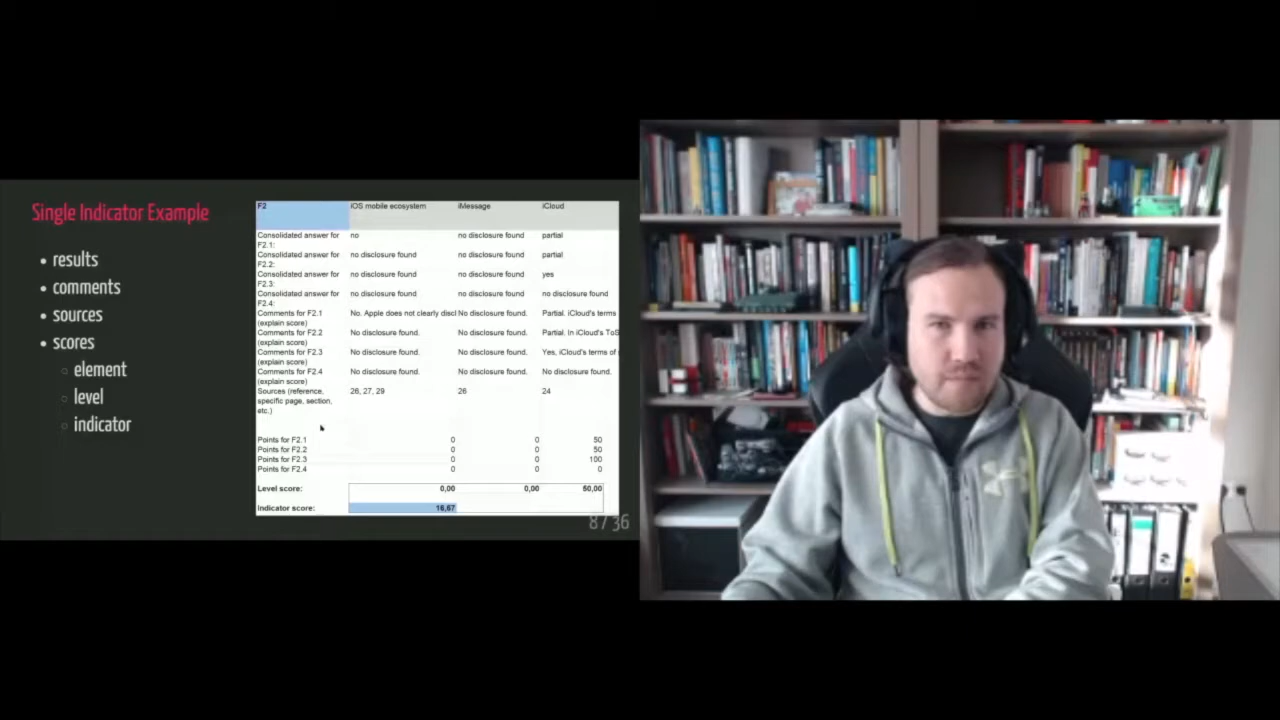 Single Indicator Example
results
comments
sources
scores
element
level
indicator
F2 iOS mobile ecosystem iMessage iCloud
Consolidated answer for no no disclosure found partial
F2.1:
Consolidated answer for no disclosure found no disclosure found partial
F2.2:
Consolidated answer for no disclosure found no disclosure found yes
F2.3:
Consolidated answer for no disclosure found no disclosure found no disclosure found
F2.4:
Comments for F2.1 No. Apple does not clearly discl No disclosure found. Partial. iCloud's terms
(explain score)
Comments for F2.2 No disclosure found. No disclosure found. Partial. In iCloud's ToS
(explain score)
Comments for F2.3 No disclosure found. No disclosure found. Yes, iCloud's terms of
(explain score)
Comments for F2.4 No disclosure found. No disclosure found. No disclosure found.
(explain score)
Sources (reference, 26, 27, 29 26 24
specific page, section,
etc.)
Points for F2.1 0 0 50
Points for F2.2 0 0 50
Points for F2.3 0 0 100
Points for F2.4 0 0 0
Level score: 0,00 0,00 50,00
Indicator score: 16,67
8 / 36